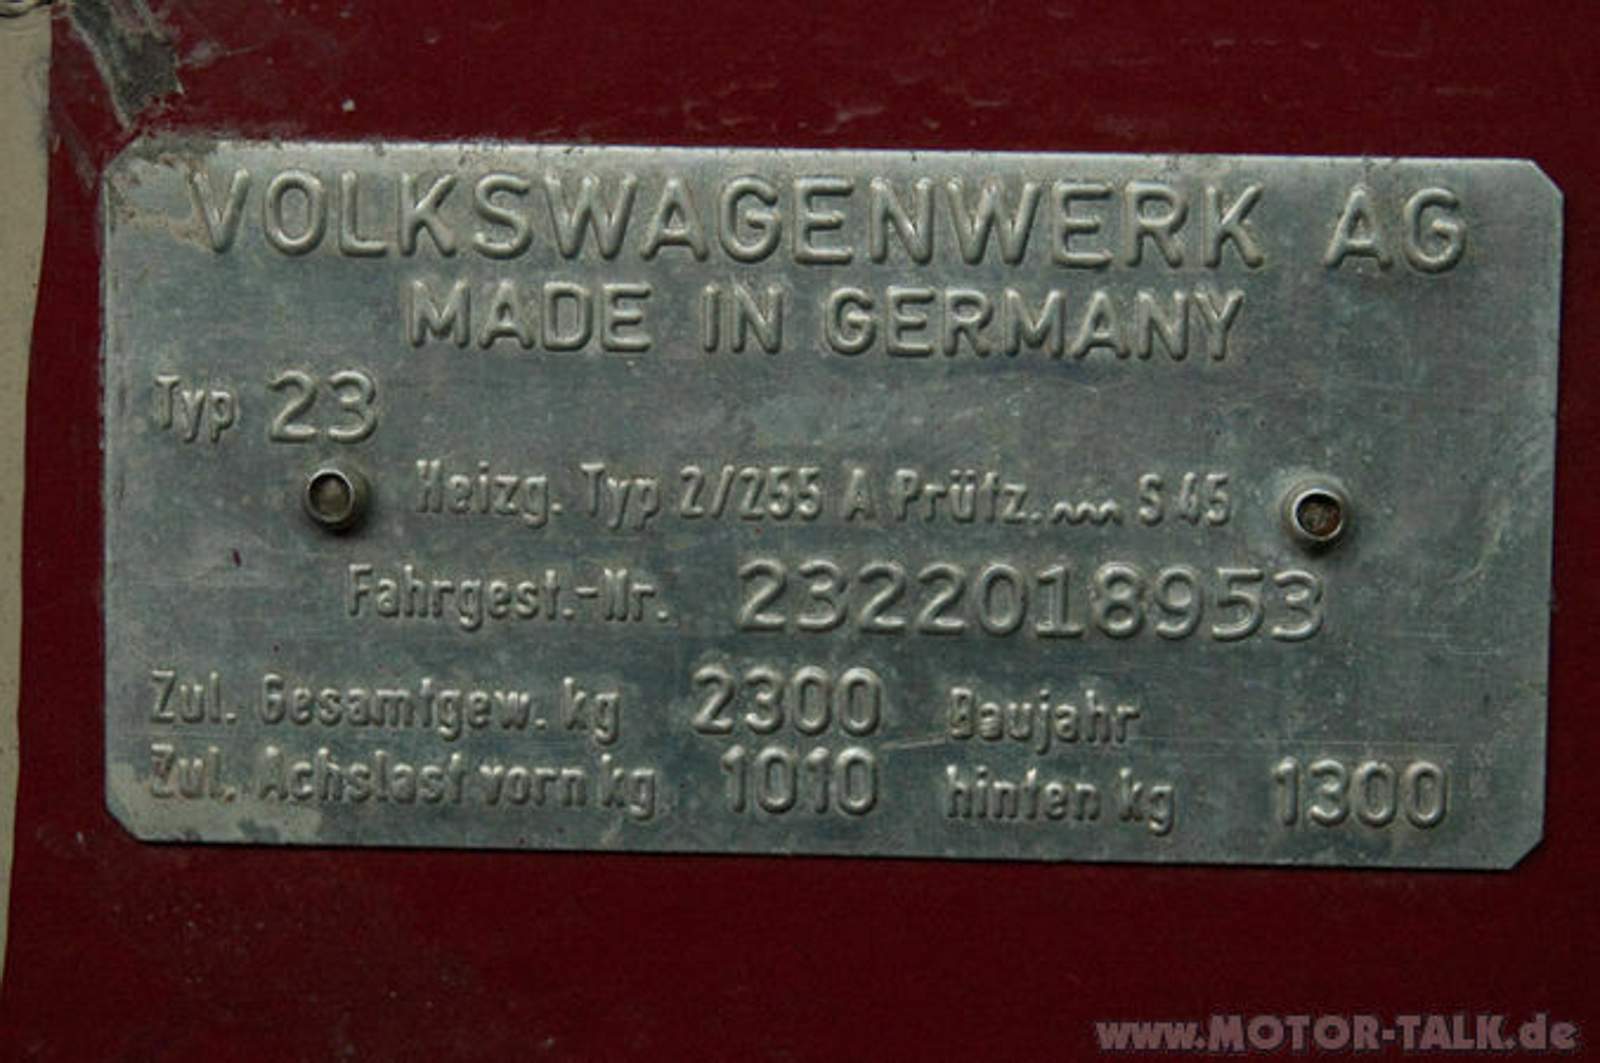 VOLKSWAGENWERK AG
MADE IN GERMANY
Typ 23
Heizg. Typ 2/255 A Prüfz. ~~~ S 45
Fahrgest.-Nr. 2322018953
Zul. Gesamtgew. kg 2300 Baujahr
Zul. Achslast vorn kg 1010 hinten kg 1300
www.MOTOR-TALK.de